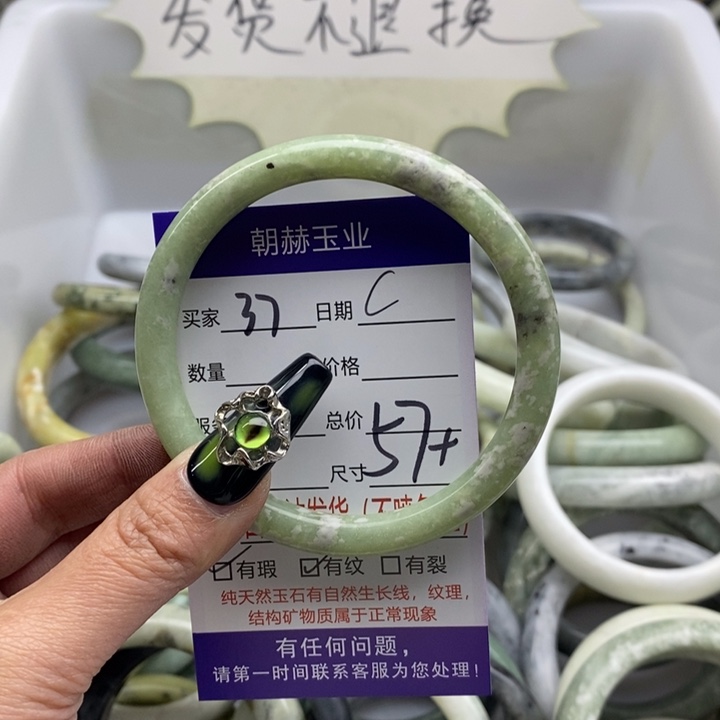 发货不退换
朝赫玉业
买家 37 日期 C
数量 价格
总价
尺寸 57+
发货(不
有瑕 有纹 有裂
纯天然玉石有自然生长线，纹理，
结构矿物质属于正常现象
有任何问题，
请第一时间联系客服为您处理！